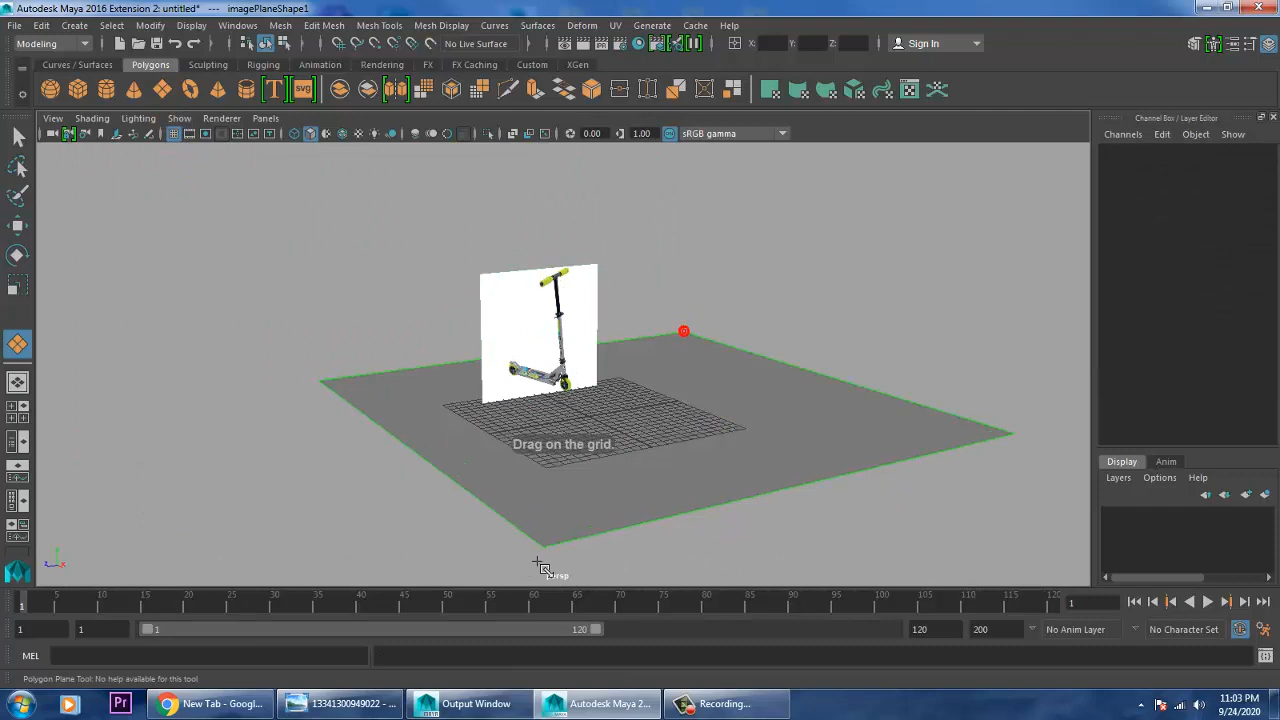 Autodesk Maya 2016 Extension 2: untitled* --- imagePlaneShape1
File Edit Create Select Modify Display Windows Mesh Edit Mesh Mesh Tools Mesh Display Curves Surfaces Deform UV Generate Cache Help
Modeling No Live Surface X: Y: Z: Sign In
Curves / Surfaces Polygons Sculpting Rigging Animation Rendering FX FX Caching Custom XGen
T svg
View Shading Lighting Show Renderer Panels
0.00 1.00 sRGB gamma
Channel Box / Layer Editor
Channels Edit Object Show
Drag on the grid.
persp
Display Anim
Layers Options Help
1 5 10 15 20 25 30 35 40 45 50 55 60 65 70 75 80 85 90 95 100 105 110 115 120 1
1 1 1 120 120 200 No Anim Layer No Character Set
MEL
Polygon Plane Tool: No help available for this tool
Pr New Tab - Googl... 13341300949022 - ... Output Window Autodesk Maya 2... Recording...
11:03 PM
9/24/2020